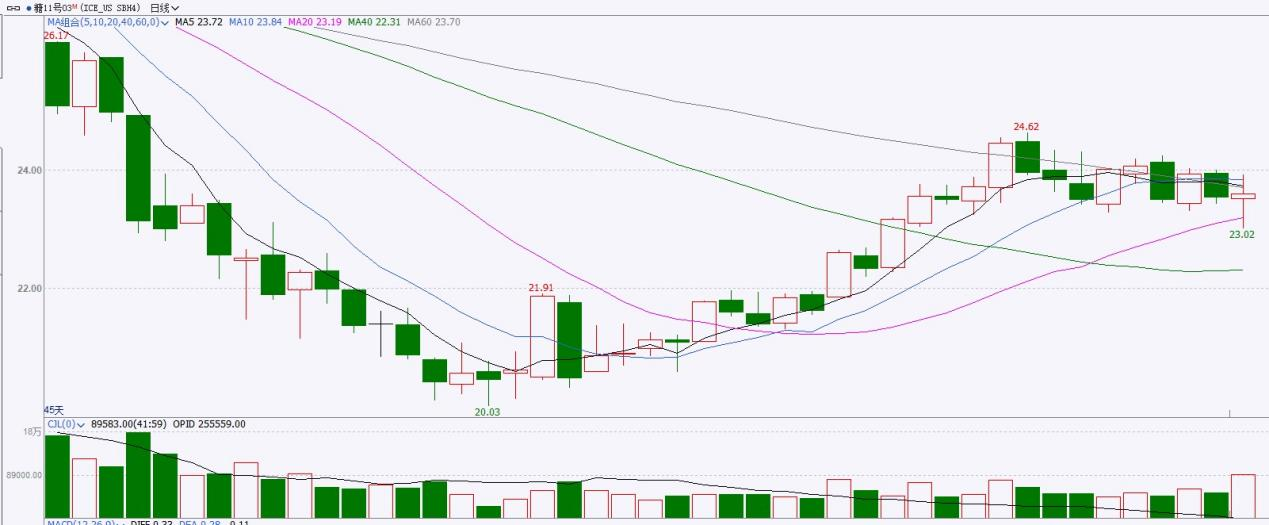 糖11号03M (ICE_US SBH4) 日线
MA组合(5,10,20,40,60,0) MA5 23.72 MA10 23.84 MA20 23.19 MA40 22.31 MA60 23.70
26.17
24.62
24.00
23.02
22.00
21.91
20.03
45天
CJL(0) 89583.00(41:59) OPID 255559.00
18万
89000.00
MACD(12,26,9) DIFF 0.33 DEA 0.28 0.11